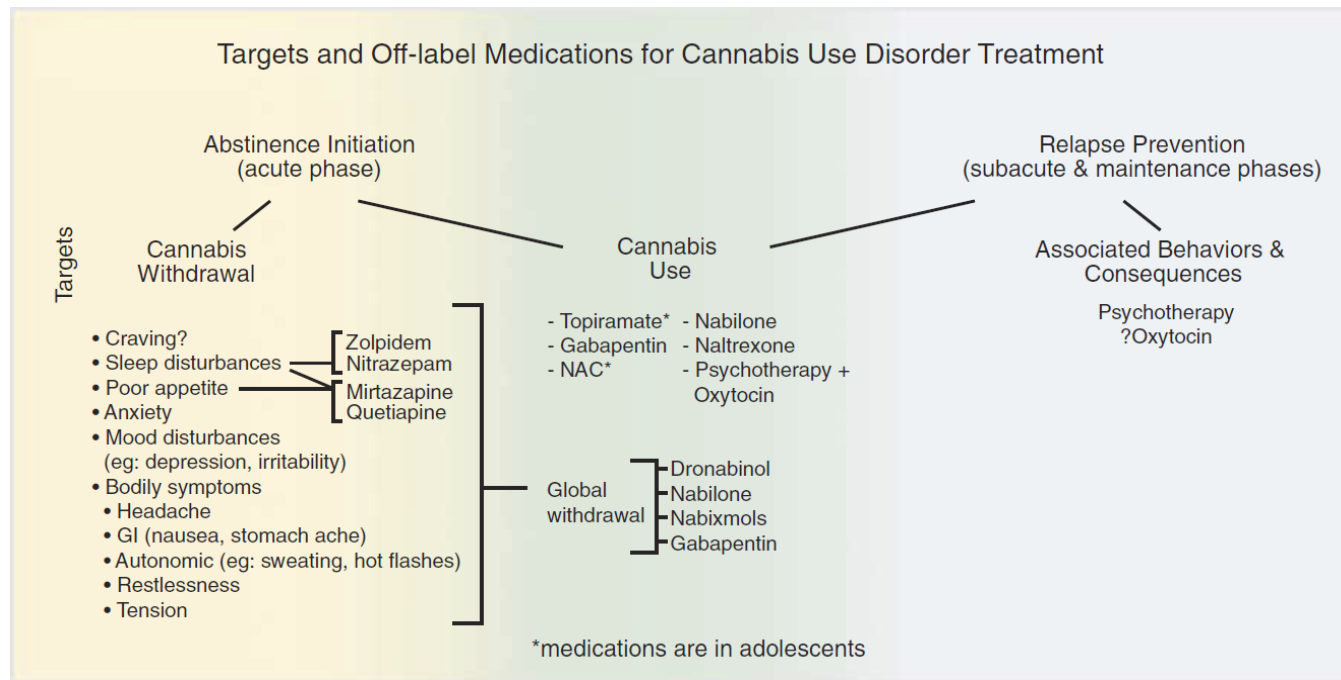 Targets and Off-label Medications for Cannabis Use Disorder Treatment
Abstinence Initiation
(acute phase)
Relapse Prevention
(subacute & maintenance phases)
Targets
Cannabis
Withdrawal
Cannabis
Use
Associated Behaviors &
Consequences
Psychotherapy
?Oxytocin
• Craving?
• Sleep disturbances
• Poor appetite
• Anxiety
• Mood disturbances
(eg: depression, irritability)
• Bodily symptoms
• Headache
• GI (nausea, stomach ache)
• Autonomic (eg: sweating, hot flashes)
• Restlessness
• Tension
Zolpidem
Nitrazepam
Mirtazapine
Quetiapine
- Topiramate*
- Gabapentin
- NAC*
- Nabilone
- Naltrexone
- Psychotherapy +
Oxytocin
Global
withdrawal
Dronabinol
Nabilone
Nabixmols
Gabapentin
*medications are in adolescents